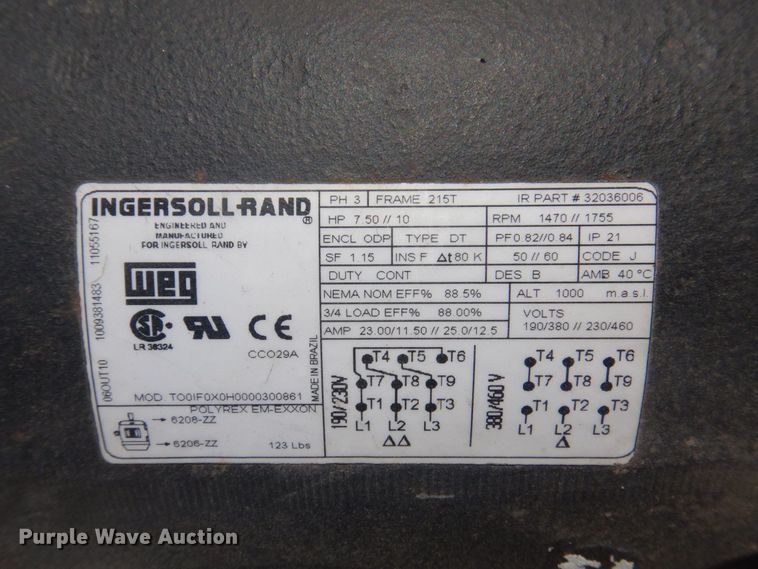 INGERSOLL-RAND®
ENGINEERED AND
MANUFACTURED
FOR INGERSOLL RAND BY
WEG
SA
LR 38324
UR
CE
CC029A
MOD. TO0IF0X0H0000300861
POLYREX EM-EXXON
6208-ZZ
6206-ZZ
123 Lbs
06OUT10 1009381483 11055167
MADE IN BRAZIL
PH 3 FRAME 215T IR PART # 32036006
HP 7.50 // 10 RPM 1470 // 1755
ENCL ODP TYPE DT PF0.82//0.84 IP 21
SF 1.15 INS F Δt 80 K 50 // 60 CODE J
DUTY CONT DES B AMB 40 °C
NEMA NOM EFF% 88.5% ALT 1000 m.a.s.l.
3/4 LOAD EFF% 88.00% VOLTS
AMP 23.00/11.50 // 25.0/12.5 190/380 // 230/460
190/230V
T4 T5 T6
T7 T8 T9
T1 T2 T3
L1 L2 L3
ΔΔ
380/460 V
T4 T5 T6
T7 T8 T9
T1 T2 T3
L1 L2 L3
Δ
Purple Wave Auction